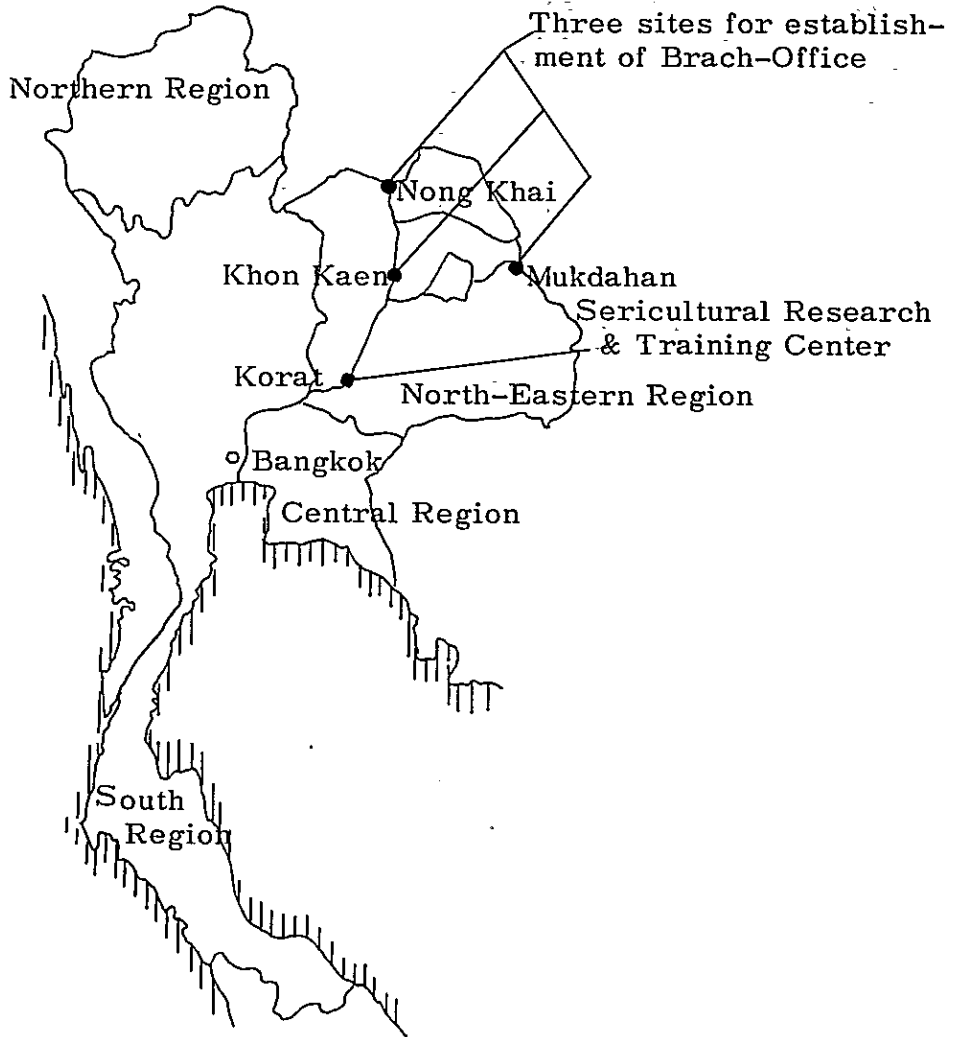 Three sites for establish-
ment of Brach-Office
Northern Region
Nong Khai
Khon Kaen
Mukdahan
Sericultural Research
& Training Center
Korat
North-Eastern Region
Bangkok
Central Region
South
Region